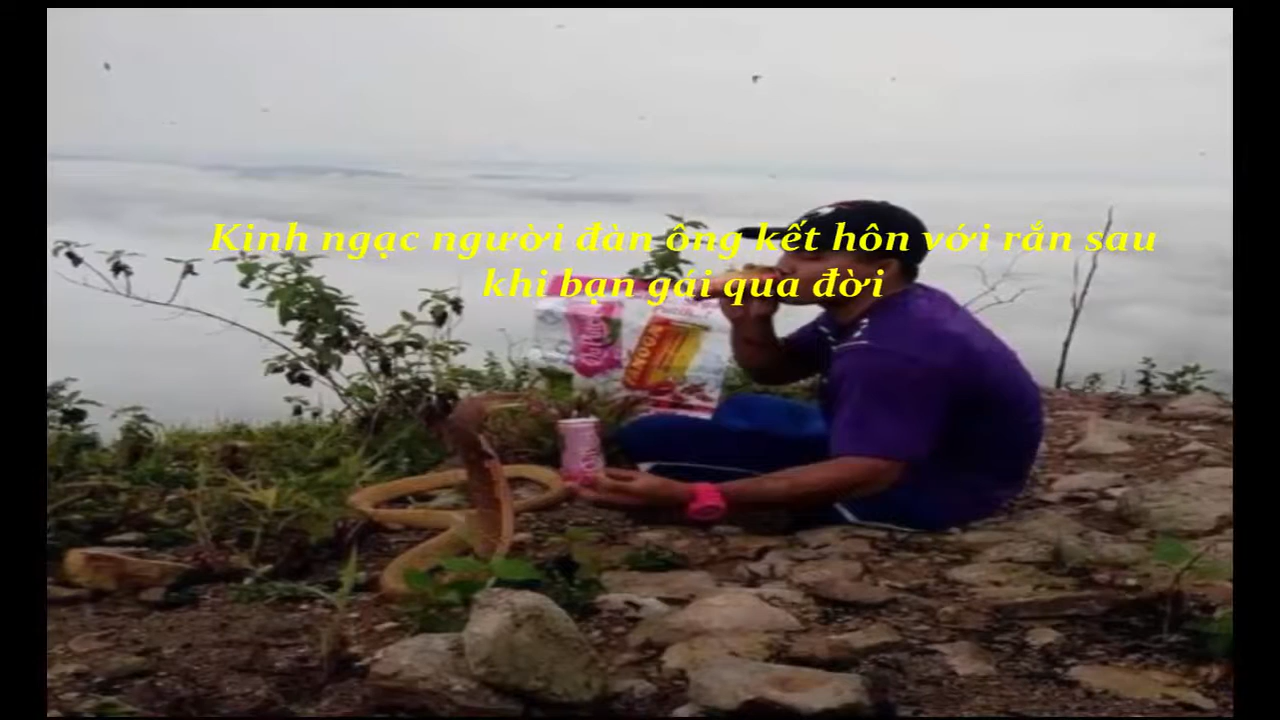 Kinh ngạc người đàn ông kết hôn với rắn sau
khi bạn gái qua đời